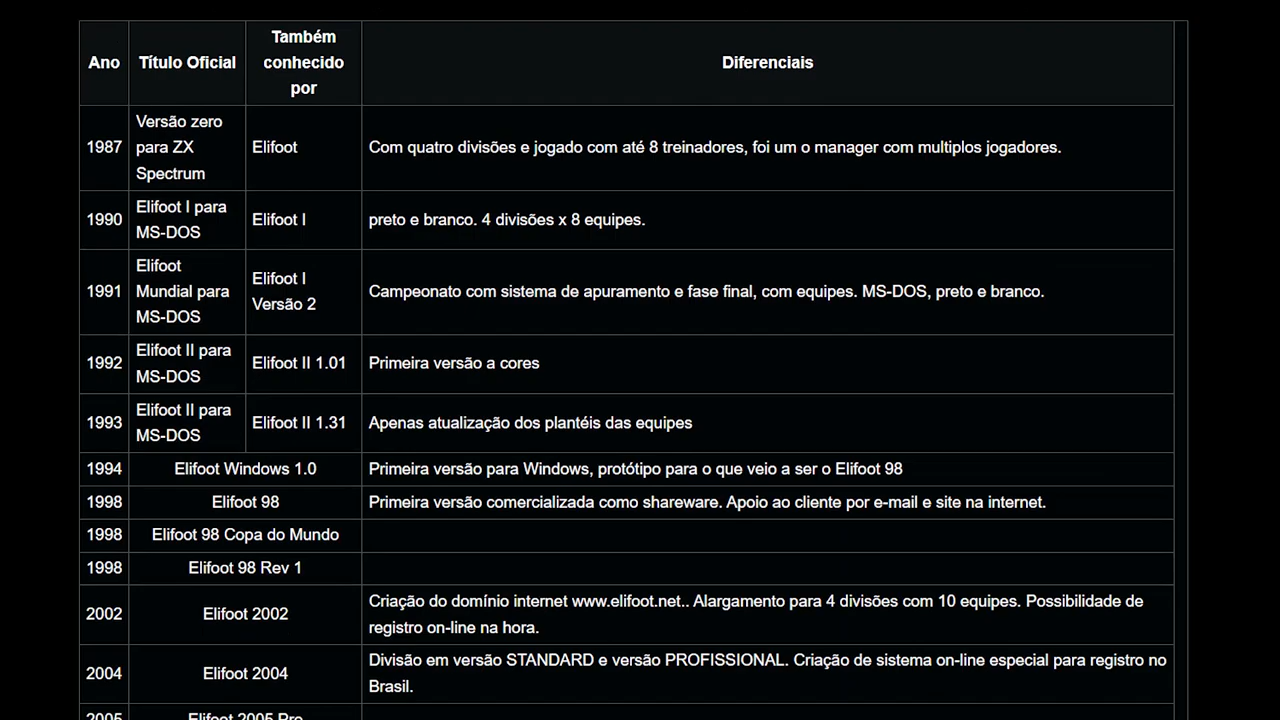 Ano
Título Oficial
Também
conhecido
por
Diferenciais
1987
Versão zero
para ZX
Spectrum
Elifoot
Com quatro divisões e jogado com até 8 treinadores, foi um o manager com multiplos jogadores.
1990
Elifoot I para
MS-DOS
Elifoot I
preto e branco. 4 divisões x 8 equipes.
1991
Elifoot
Mundial para
MS-DOS
Elifoot I
Versão 2
Campeonato com sistema de apuramento e fase final, com equipes. MS-DOS, preto e branco.
1992
Elifoot II para
MS-DOS
Elifoot II 1.01
Primeira versão a cores
1993
Elifoot II para
MS-DOS
Elifoot II 1.31
Apenas atualização dos plantéis das equipes
1994
Elifoot Windows 1.0
Primeira versão para Windows, protótipo para o que veio a ser o Elifoot 98
1998
Elifoot 98
Primeira versão comercializada como shareware. Apoio ao cliente por e-mail e site na internet.
1998
Elifoot 98 Copa do Mundo
1998
Elifoot 98 Rev 1
2002
Elifoot 2002
Criação do domínio internet www.elifoot.net.. Alargamento para 4 divisões com 10 equipes. Possibilidade de
registro on-line na hora.
2004
Elifoot 2004
Divisão em versão STANDARD e versão PROFISSIONAL. Criação de sistema on-line especial para registro no
Brasil.
2005
Elifoot 2005 Pro